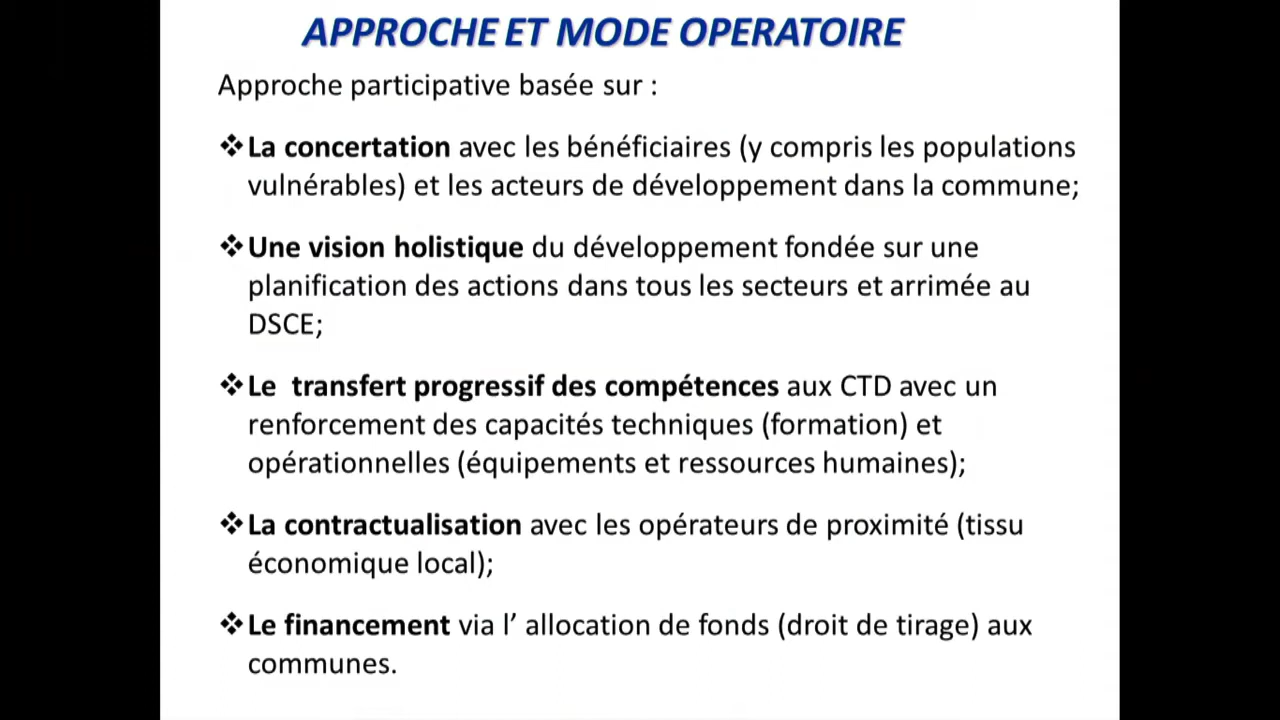 APPROCHE ET MODE OPERATOIRE
Approche participative basée sur :
❖La concertation avec les bénéficiaires (y compris les populations
vulnérables) et les acteurs de développement dans la commune;
❖Une vision holistique du développement fondée sur une
planification des actions dans tous les secteurs et arrimée au
DSCE;
❖Le  transfert progressif des compétences aux CTD avec un
renforcement des capacités techniques (formation) et
opérationnelles (équipements et ressources humaines);
❖La contractualisation avec les opérateurs de proximité (tissu
économique local);
❖Le financement via l’ allocation de fonds (droit de tirage) aux
communes.